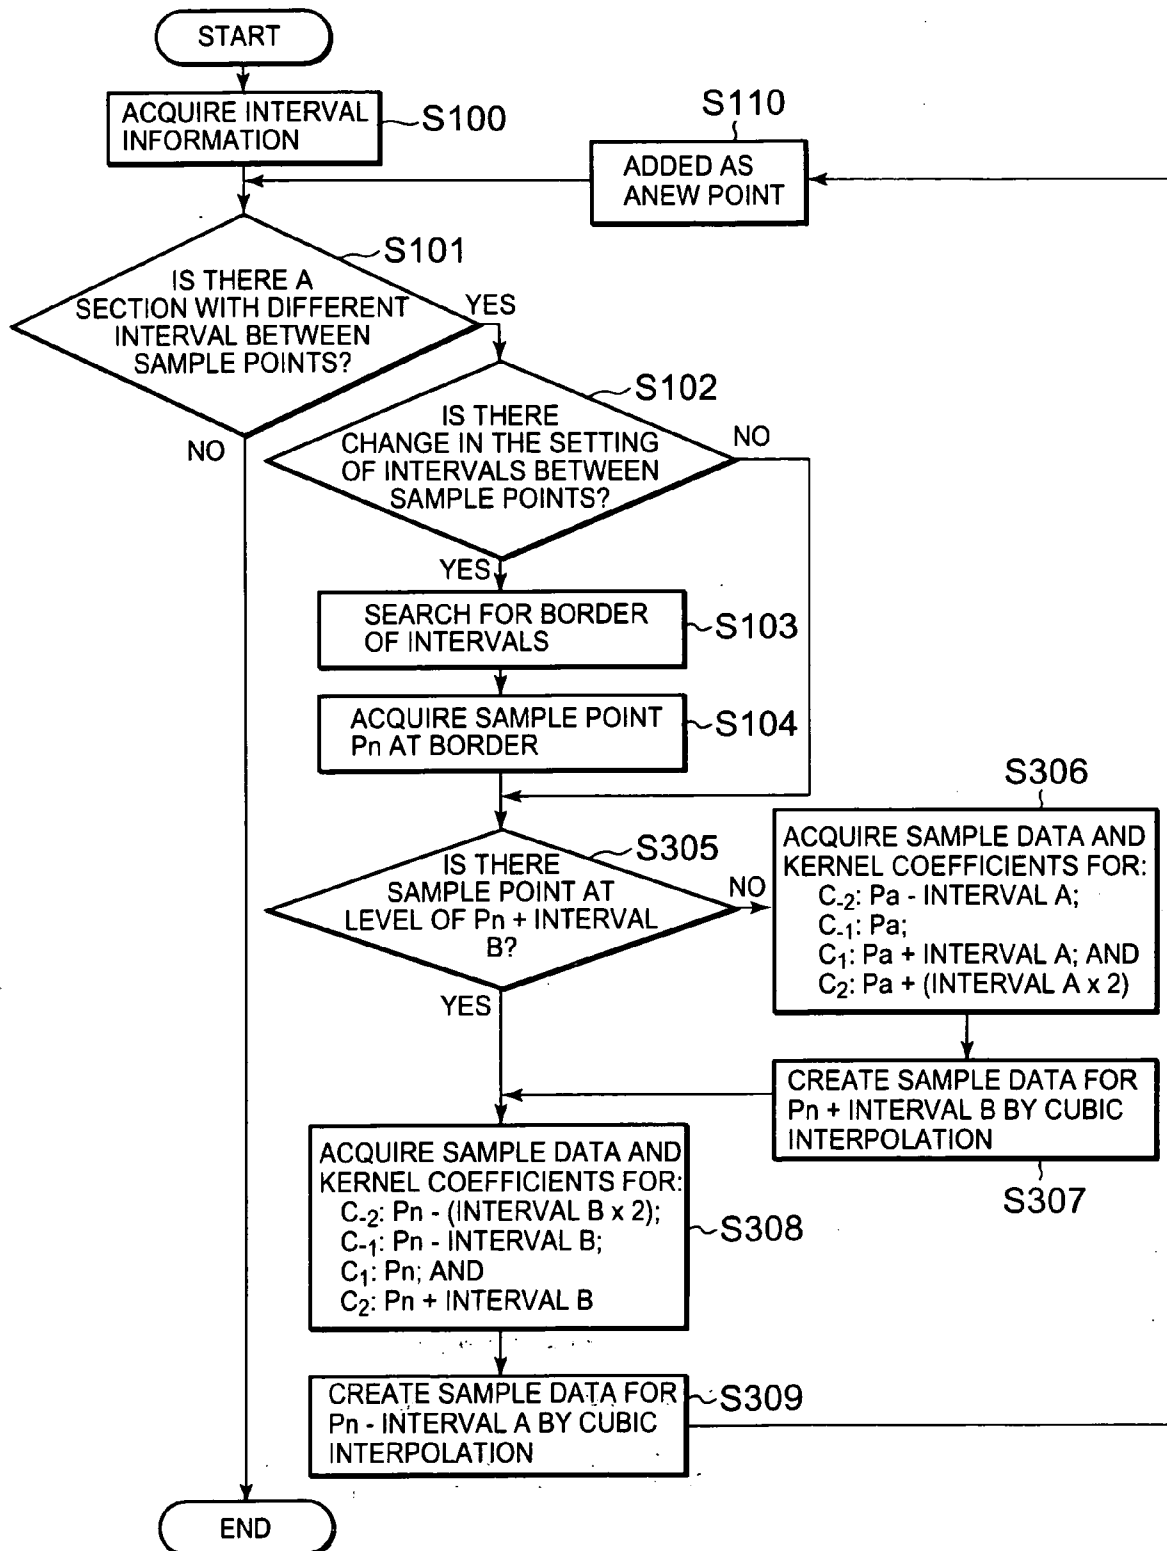 START
ACQUIRE INTERVAL
INFORMATION
S100
S110
ADDED AS
ANEW POINT
S101
IS THERE A
SECTION WITH DIFFERENT
INTERVAL BETWEEN
SAMPLE POINTS?
YES
NO
S102
IS THERE
CHANGE IN THE SETTING
OF INTERVALS BETWEEN
SAMPLE POINTS?
NO
YES
SEARCH FOR BORDER
OF INTERVALS
S103
ACQUIRE SAMPLE POINT
Pn AT BORDER
S104
S305
IS THERE
SAMPLE POINT AT
LEVEL OF Pn + INTERVAL
B?
NO
YES
S306
ACQUIRE SAMPLE DATA AND
KERNEL COEFFICIENTS FOR:
C-2: Pa - INTERVAL A;
C-1: Pa;
C1: Pa + INTERVAL A; AND
C2: Pa + (INTERVAL A x 2)
CREATE SAMPLE DATA FOR
Pn + INTERVAL B BY CUBIC
INTERPOLATION
S307
ACQUIRE SAMPLE DATA AND
KERNEL COEFFICIENTS FOR:
C-2: Pn - (INTERVAL B x 2);
C-1: Pn - INTERVAL B;
C1: Pn; AND
C2: Pn + INTERVAL B
S308
CREATE SAMPLE DATA FOR
Pn - INTERVAL A BY CUBIC
INTERPOLATION
S309
END